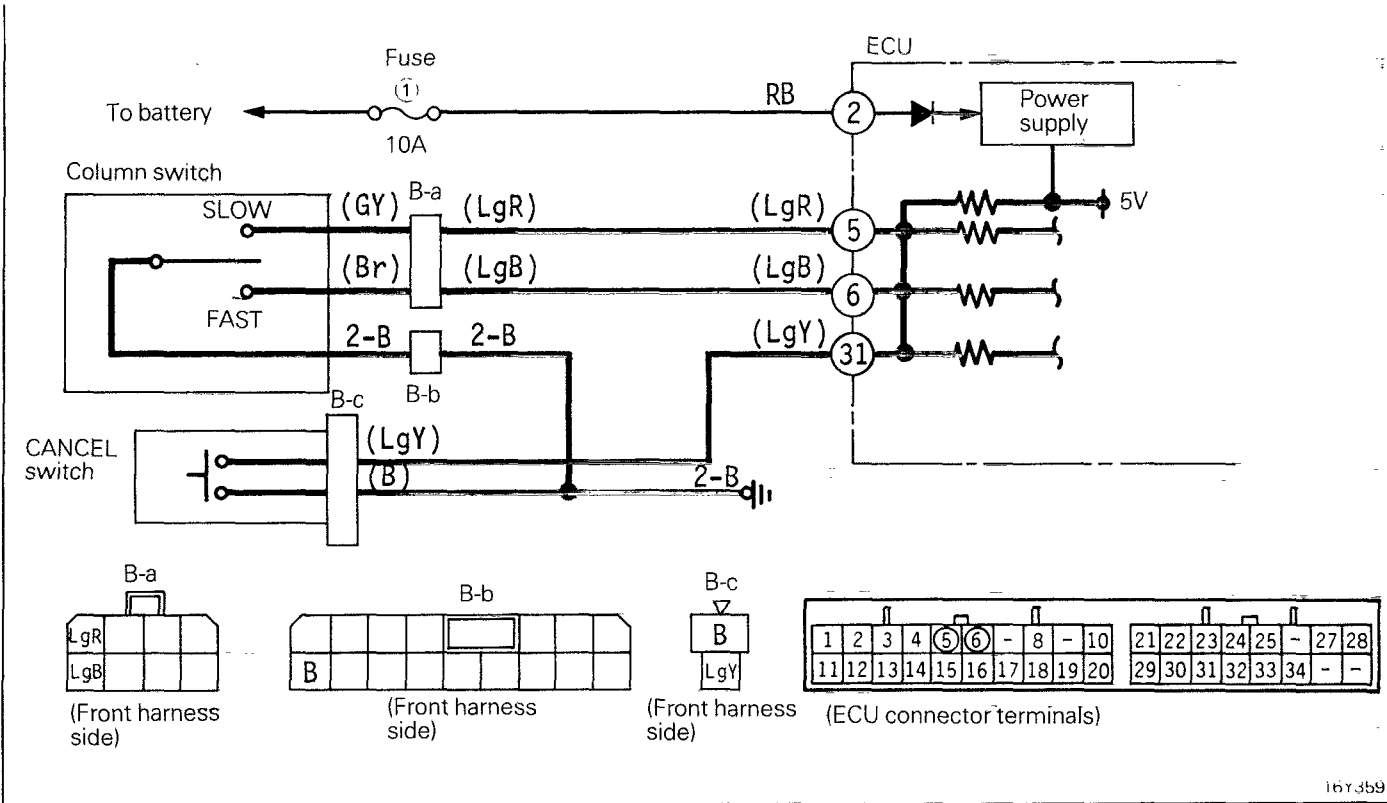 Fuse
ECU
(1)
To battery
RB
2
Power
supply
10A
Column switch
B-a
SLOW
(GY)
(LgR)
(LgR)
5
5V
(Br)
(LgB)
(LgB)
6
FAST
2-B
2-B
(LgY)
31
B-b
B-c
CANCEL
switch
(LgY)
(B)
2-B
B-a
B-b
B-c
LgR
LgB
B
B
LgY
1 2 3 4 5 6 - 8 - 10
11 12 13 14 15 16 17 18 19 20
21 22 23 24 25 - 27 28
29 30 31 32 33 34 - -
(Front harness
side)
(Front harness
side)
(Front harness
side)
(ECU connector terminals)
16Y359